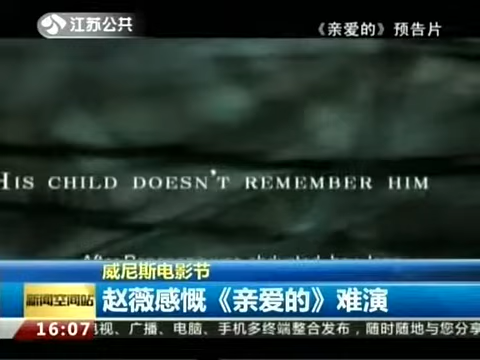 江苏公共
《亲爱的》预告片
HIS CHILD DOESN'T REMEMBER HIM
威尼斯电影节
新闻空间站
赵薇感慨《亲爱的》难演
16:07
电视、广播、电脑、手机多终端整合发布，随时随地与您分享